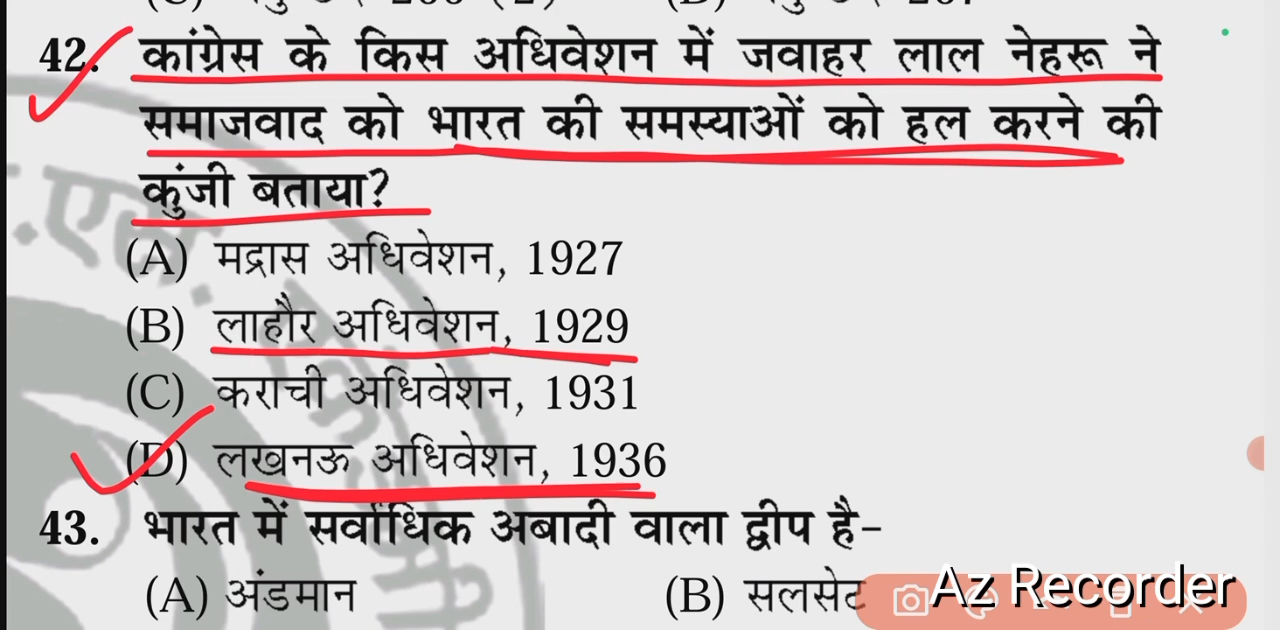 42. कांग्रेस के किस अधिवेशन में जवाहर लाल नेहरू ने
समाजवाद को भारत की समस्याओं को हल करने की
कुंजी बताया?
(A) मद्रास अधिवेशन, 1927
(B) लाहौर अधिवेशन, 1929
(C) कराची अधिवेशन, 1931
(D) लखनऊ अधिवेशन, 1936
43. भारत में सर्वाधिक अबादी वाला द्वीप है–
(A) अंडमान (B) सलसेट
Az Recorder